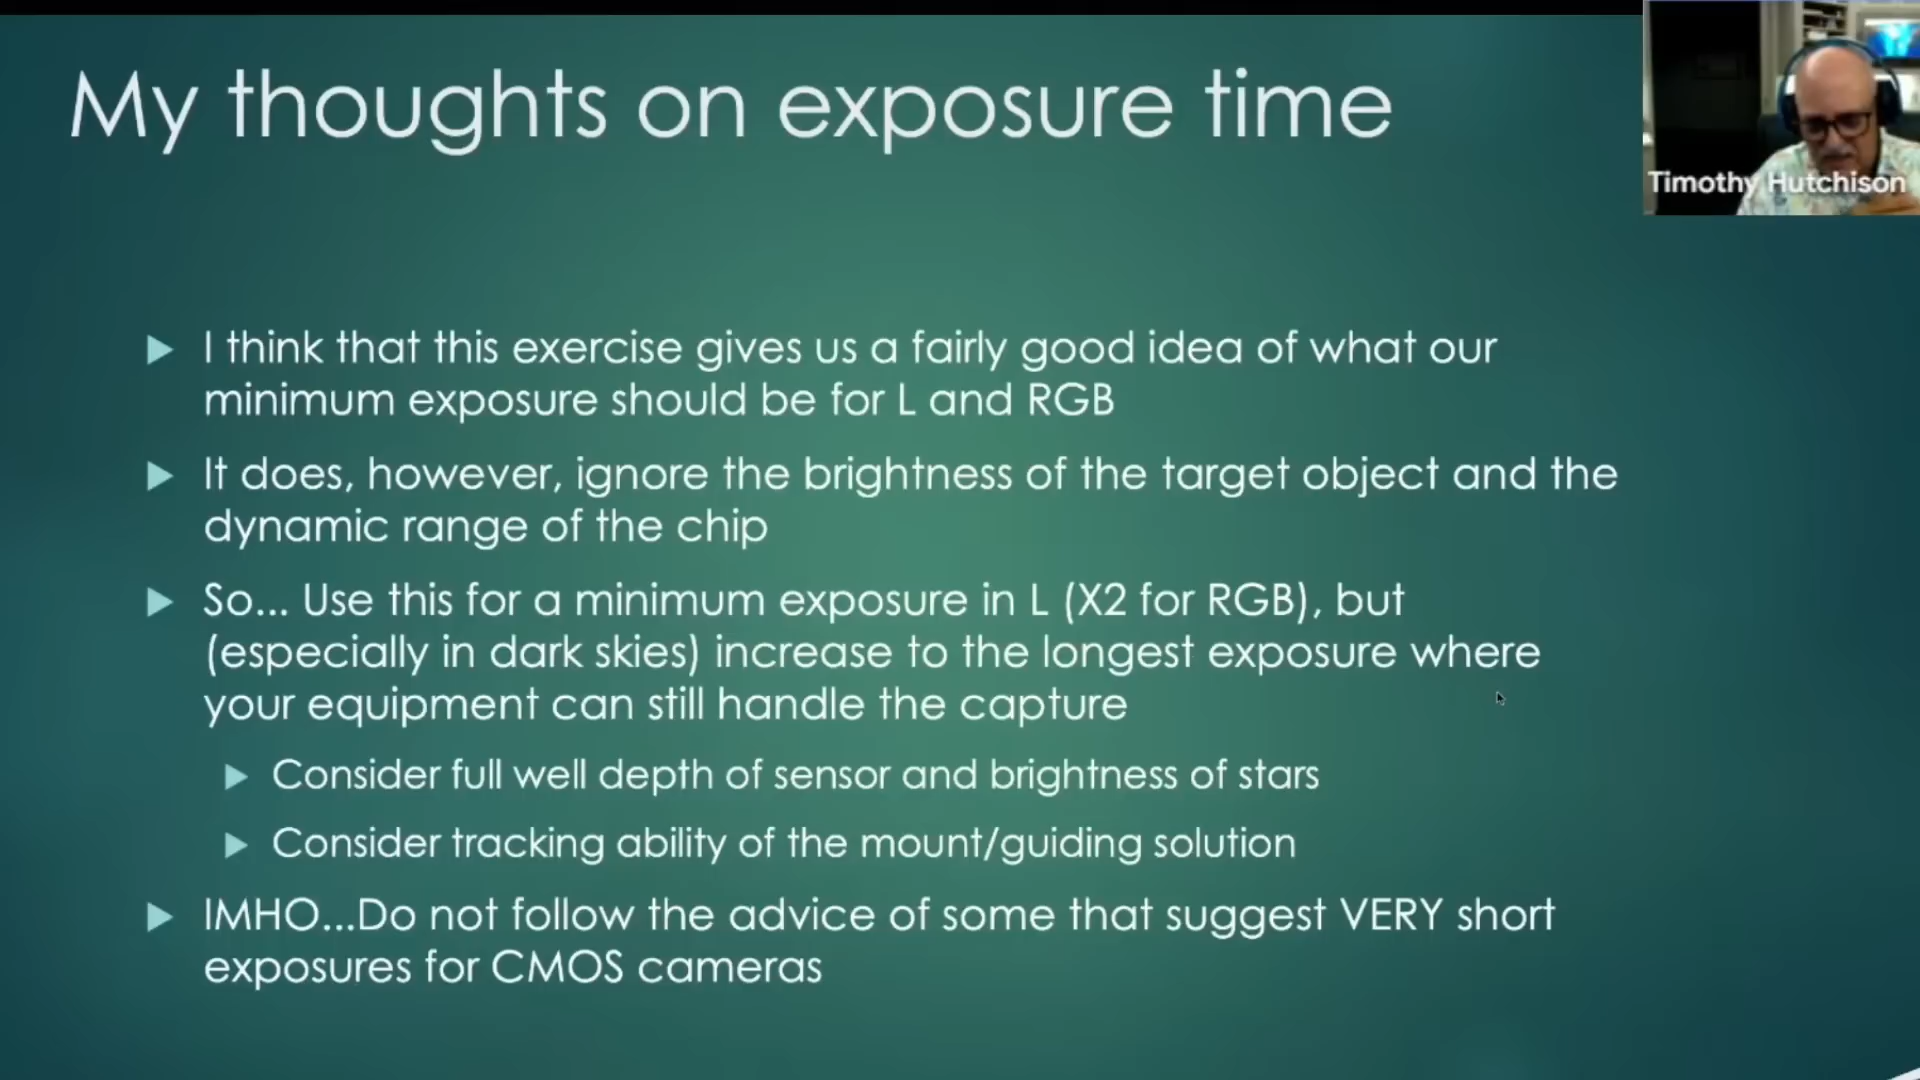 My thoughts on exposure time
Timothy Hutchison
I think that this exercise gives us a fairly good idea of what our
minimum exposure should be for L and RGB
It does, however, ignore the brightness of the target object and the
dynamic range of the chip
So... Use this for a minimum exposure in L (X2 for RGB), but
(especially in dark skies) increase to the longest exposure where
your equipment can still handle the capture
Consider full well depth of sensor and brightness of stars
Consider tracking ability of the mount/guiding solution
IMHO...Do not follow the advice of some that suggest VERY short
exposures for CMOS cameras